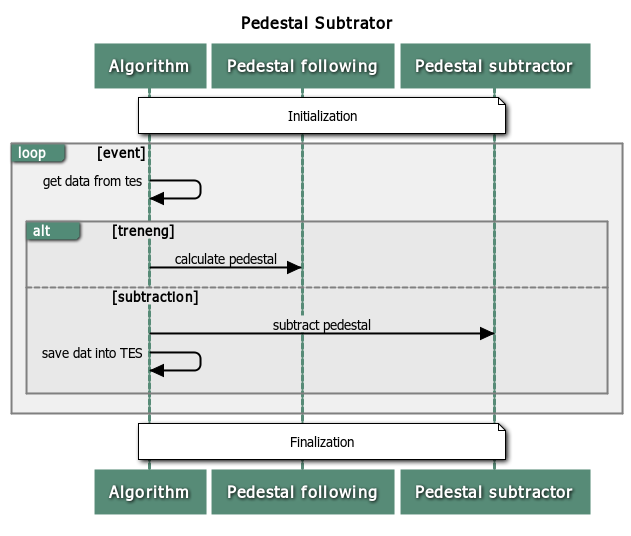 Pedestal Subtrator
Algorithm Pedestal following Pedestal subtractor
Initialization
loop [event]
get data from tes
alt [treneng]
calculate pedestal
[subtraction]
subtract pedestal
save dat into TES
Finalization
Algorithm Pedestal following Pedestal subtractor